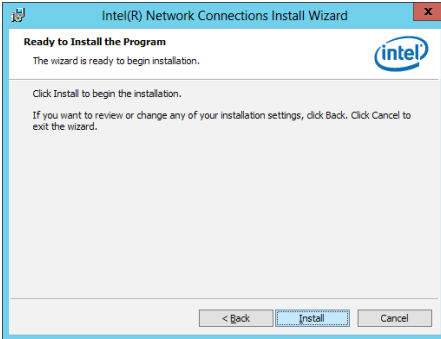 Intel(R) Network Connections Install Wizard
x
Ready to Install the Program
The wizard is ready to begin installation.
intel
Click Install to begin the installation.
If you want to review or change any of your installation settings, click Back. Click Cancel to
exit the wizard.
< Back
Install
Cancel